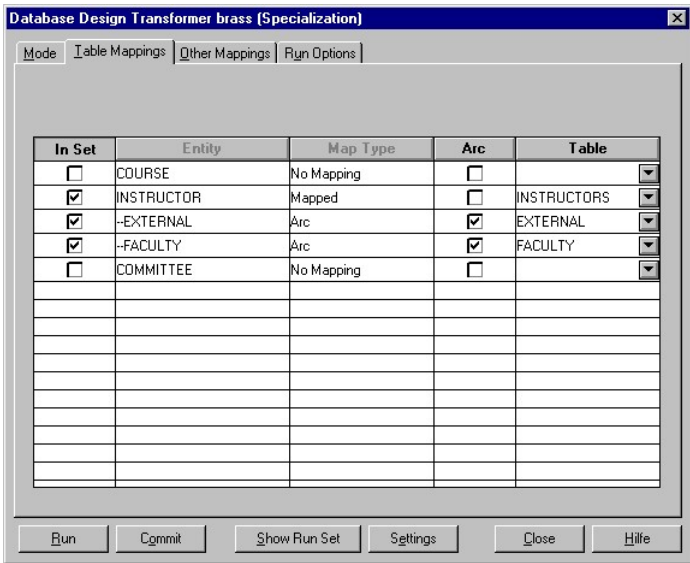 Database Design Transformer brass (Specialization)
Mode Table Mappings Other Mappings Run Options
In Set Entity Map Type Arc Table
COURSE No Mapping
INSTRUCTOR Mapped INSTRUCTORS
--EXTERNAL Arc EXTERNAL
--FACULTY Arc FACULTY
COMMITTEE No Mapping
Run Commit Show Run Set Settings Close Hilfe